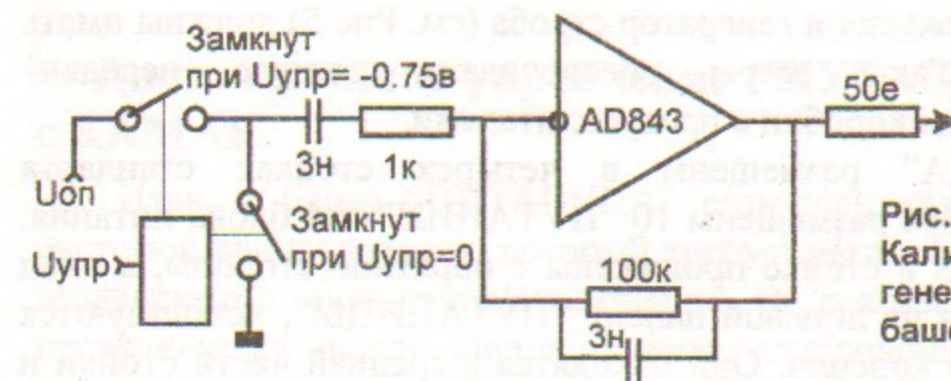 Замкнут
при Uупр= -0.75в
50е
AD843
3н
1к
Uоп
Замкнут
при Uупр=0
Uупр
100к
3н
Рис.
Кали
гене
баше